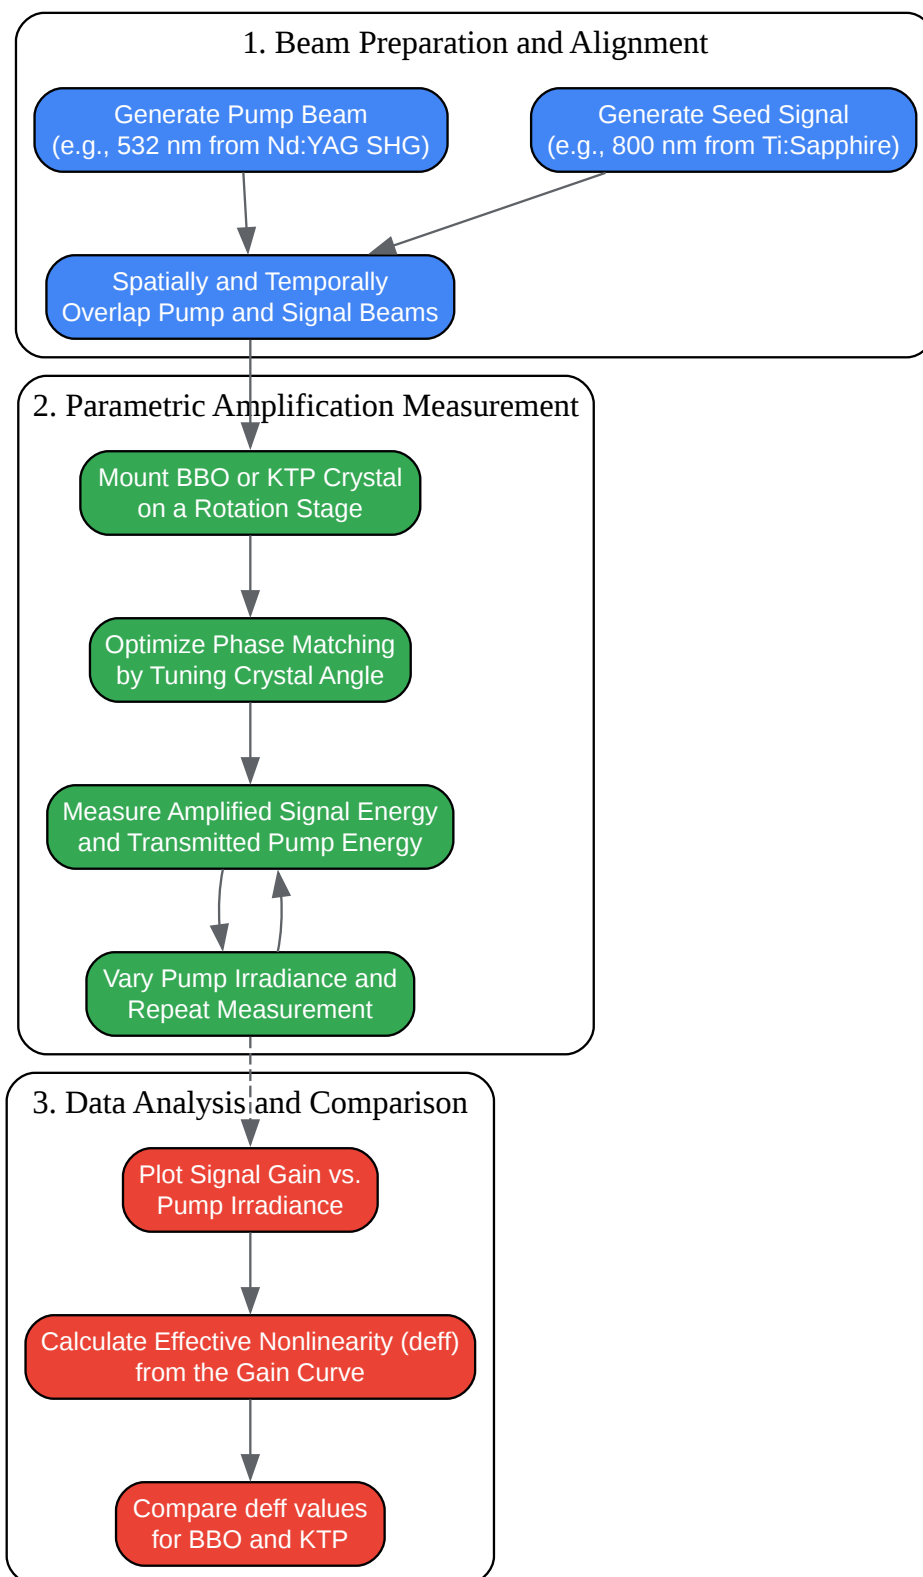 1. Beam Preparation and Alignment
Generate Pump Beam
(e.g., 532 nm from Nd:YAG SHG)
Generate Seed Signal
(e.g., 800 nm from Ti:Sapphire)
Spatially and Temporally
Overlap Pump and Signal Beams
2. Parametric Amplification Measurement
Mount BBO or KTP Crystal
on a Rotation Stage
Optimize Phase Matching
by Tuning Crystal Angle
Measure Amplified Signal Energy
and Transmitted Pump Energy
Vary Pump Irradiance and
Repeat Measurement
3. Data Analysis and Comparison
Plot Signal Gain vs.
Pump Irradiance
Calculate Effective Nonlinearity (deff)
from the Gain Curve
Compare deff values
for BBO and KTP